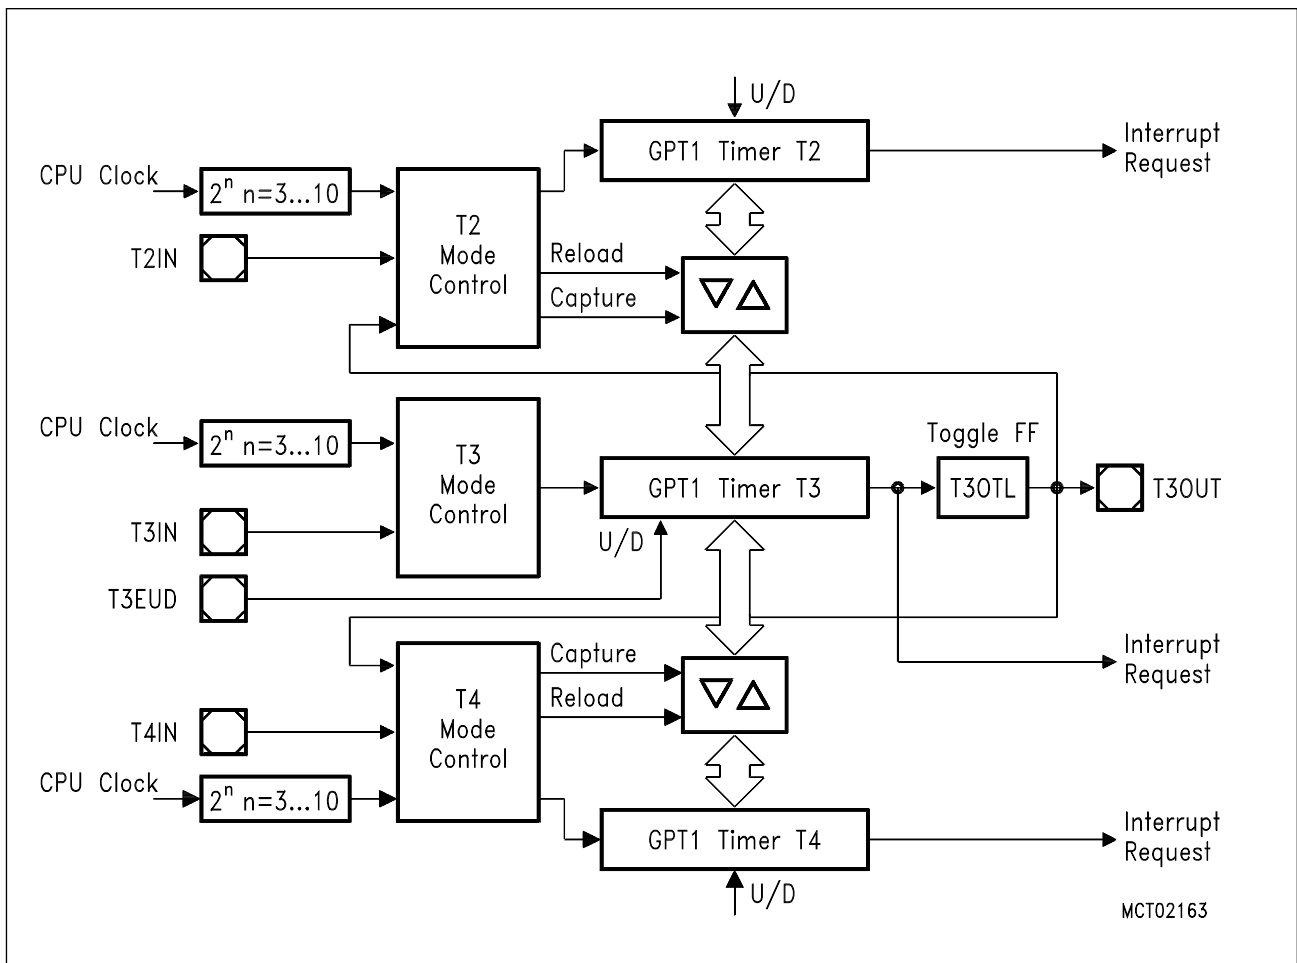 U/D
GPT1 Timer T2
Interrupt
Request
CPU Clock
2ⁿ n=3...10
T2
Mode
Control
T2IN
Reload
Capture
CPU Clock
2ⁿ n=3...10
T3
Mode
Control
Toggle FF
GPT1 Timer T3
T3OTL
T3OUT
T3IN
U/D
T3EUD
Interrupt
Request
Capture
Reload
T4
Mode
Control
T4IN
CPU Clock
2ⁿ n=3...10
GPT1 Timer T4
Interrupt
Request
U/D
MCT02163